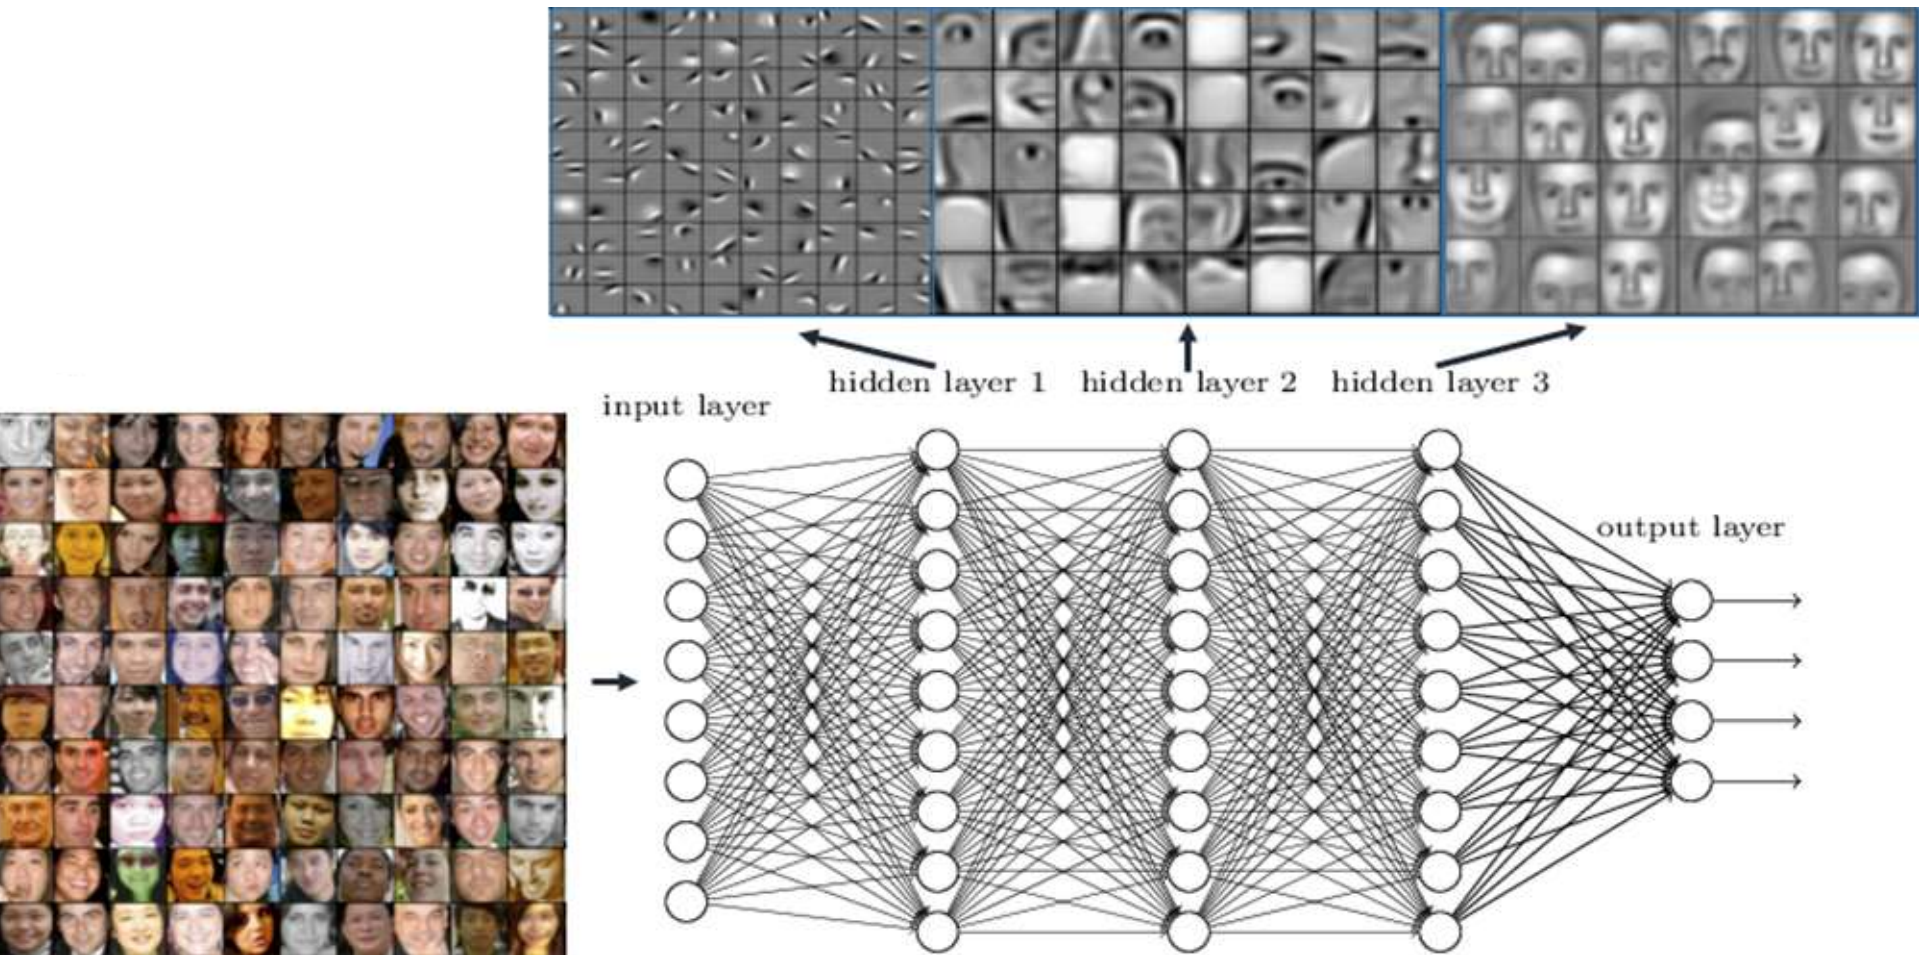 hidden layer 1
hidden layer 2
hidden layer 3
input layer
output layer